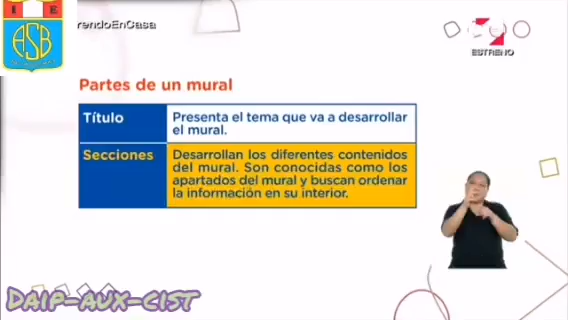 I E
ASB
rendoEnCasa
ESTRENO
Partes de un mural
Título
Presenta el tema que va a desarrollar
el mural.
Secciones
Desarrollan los diferentes contenidos
del mural. Son conocidas como los
apartados del mural y buscan ordenar
la información en su interior.
DAIP-AUX-CIST